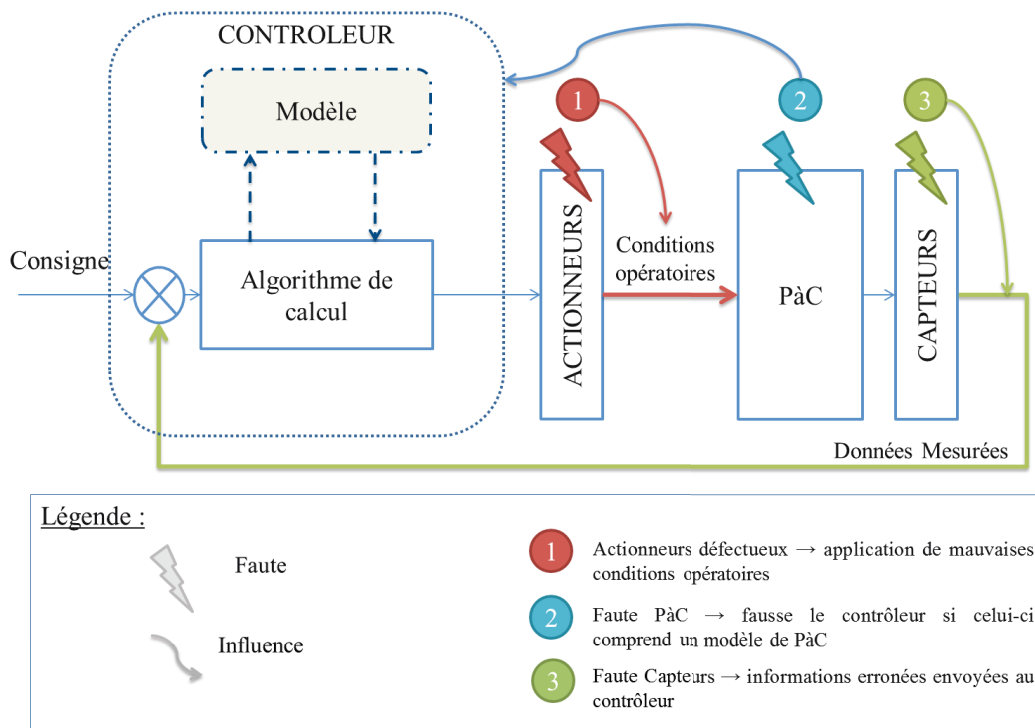 CONTROLEUR
Modèle
1
2
3
Consigne
Algorithme de
calcul
ACTIONNEURS
Conditions
opératoires
PàC
CAPTEURS
Données Mesurées
Légende :
Faute
Influence
1
Actionneurs défectueux → application de mauvaises
conditions opératoires
2
Faute PàC → fausse le contrôleur si celui-ci
comprend un modèle de PàC
3
Faute Capteurs → informations erronées envoyées au
contrôleur